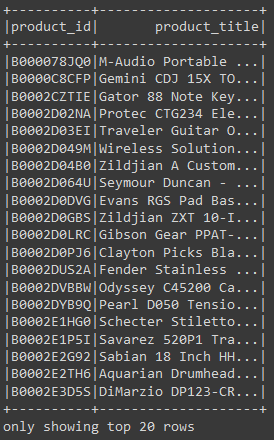 +----------+--------------------+
|product_id|       product_title|
+----------+--------------------+
|B000078JQ0|M-Audio Portable ...|
|B0000C8CFP|Gemini CDJ 15X TO...|
|B0002CZTIE|Gator 88 Note Key...|
|B0002D02NA|Protec CTG234 Ele...|
|B0002D03EI|Traveler Guitar O...|
|B0002D049M|Wireless Solution...|
|B0002D04B0|Zildjian A Custom...|
|B0002D064U|Seymour Duncan - ...|
|B0002D0DVG|Evans RGS Pad Bas...|
|B0002D0GBS|Zildjian ZXT 10-I...|
|B0002D0LRC|Gibson Gear PPAT-...|
|B0002D0PJ6|Clayton Picks Bla...|
|B0002DUS2A|Fender Stainless ...|
|B0002DVBBW|Odyssey C45200 Ca...|
|B0002DYB9Q|Pearl D050 Tensio...|
|B0002E1HG0|Schecter Stiletto...|
|B0002E1P5I|Savarez 520P1 Tra...|
|B0002E2G92|Sabian 18 Inch HH...|
|B0002E2TH6|Aquarian Drumhead...|
|B0002E3D5S|DiMarzio DP123-CR...|
+----------+--------------------+
only showing top 20 rows